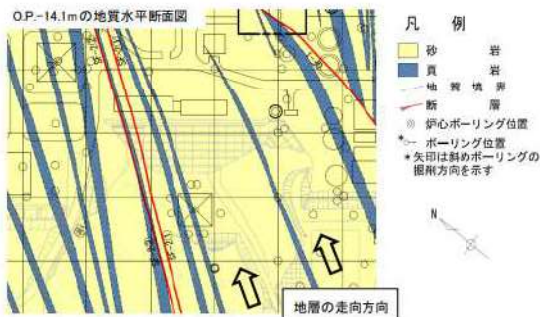 O.P.-14.1mの地質水平断面図
凡例
砂岩
頁岩
地質境界
断層
炉心ボーリング位置
ボーリング位置
*矢印は斜めボーリングの
掘削方向を示す
N
地層の走向方向